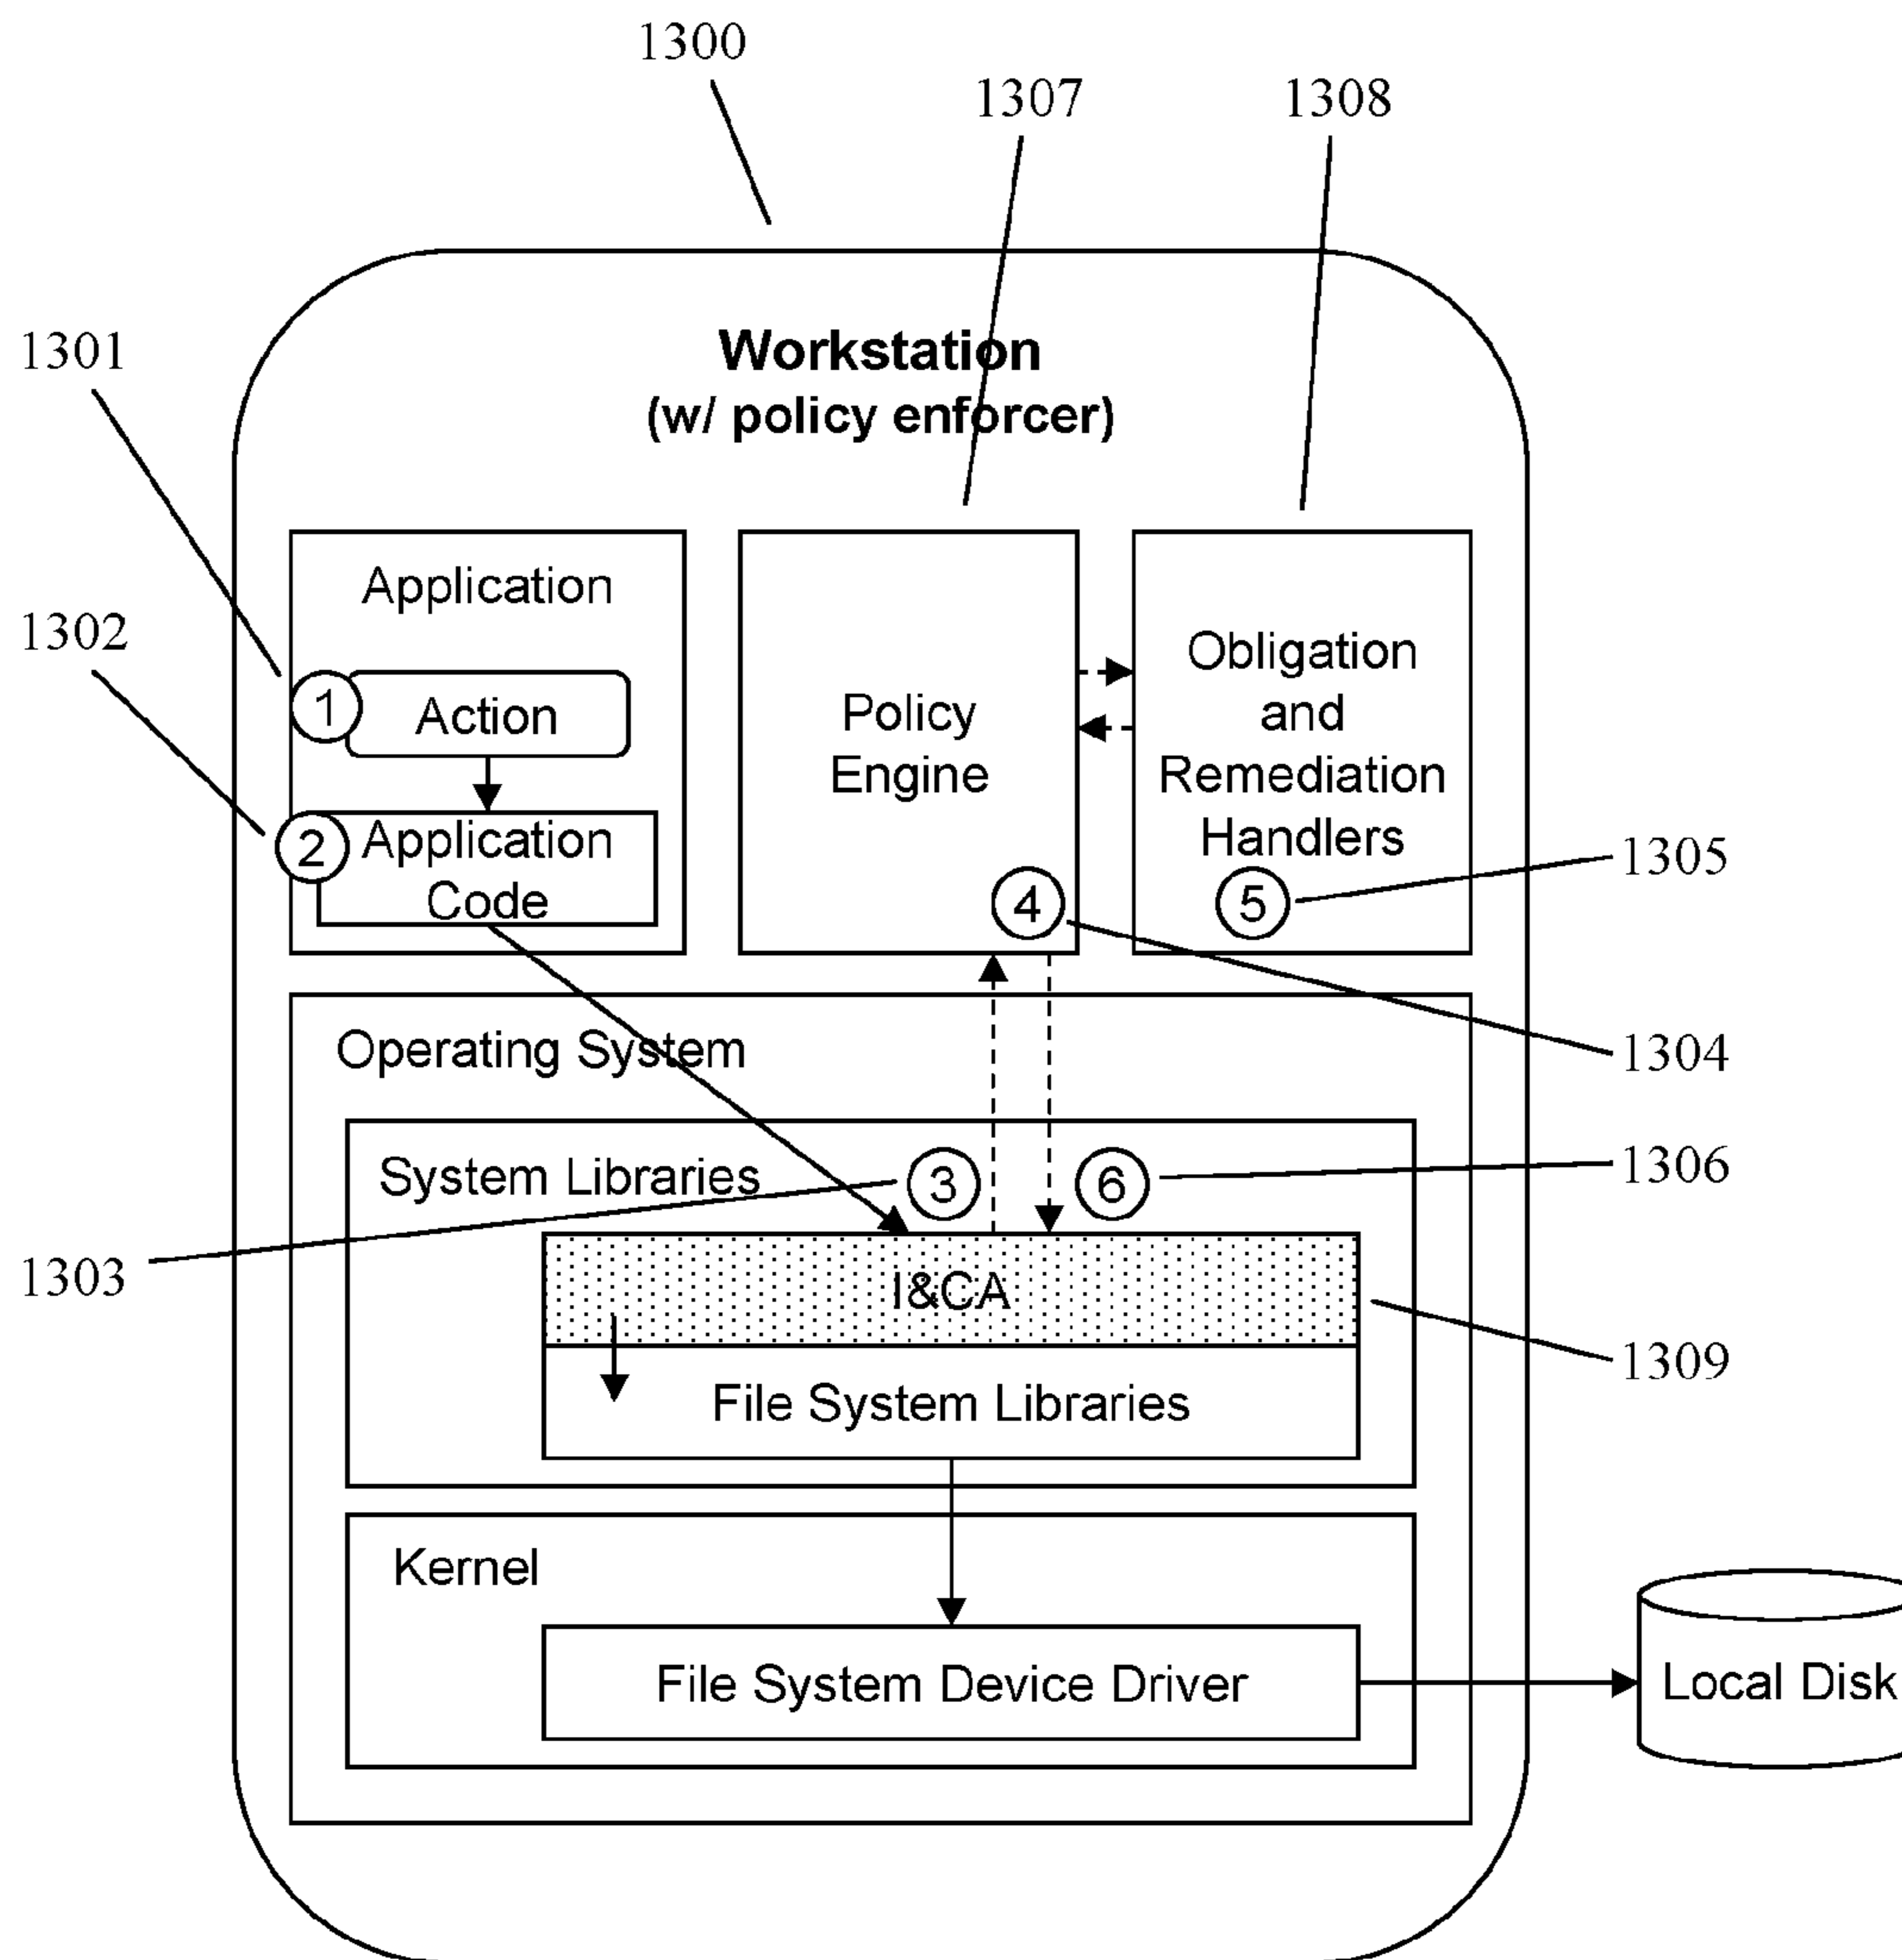 1300
1307
1308
1301
Workstation
(w/ policy enforcer)
1302
Application
1
Action
2
Application
Code
Policy
Engine
4
Obligation
and
Remediation
Handlers
5
1305
Operating System
1304
System Libraries
3
6
1306
1303
I&CA
1309
File System Libraries
Kernel
File System Device Driver
Local Disk